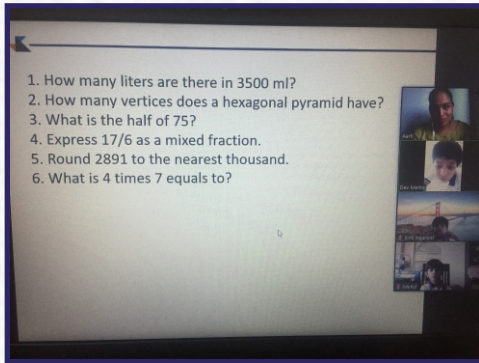 1. How many liters are there in 3500 ml?
2. How many vertices does a hexagonal pyramid have?
3. What is the half of 75?
4. Express 17/6 as a mixed fraction.
5. Round 2891 to the nearest thousand.
6. What is 4 times 7 equals to?